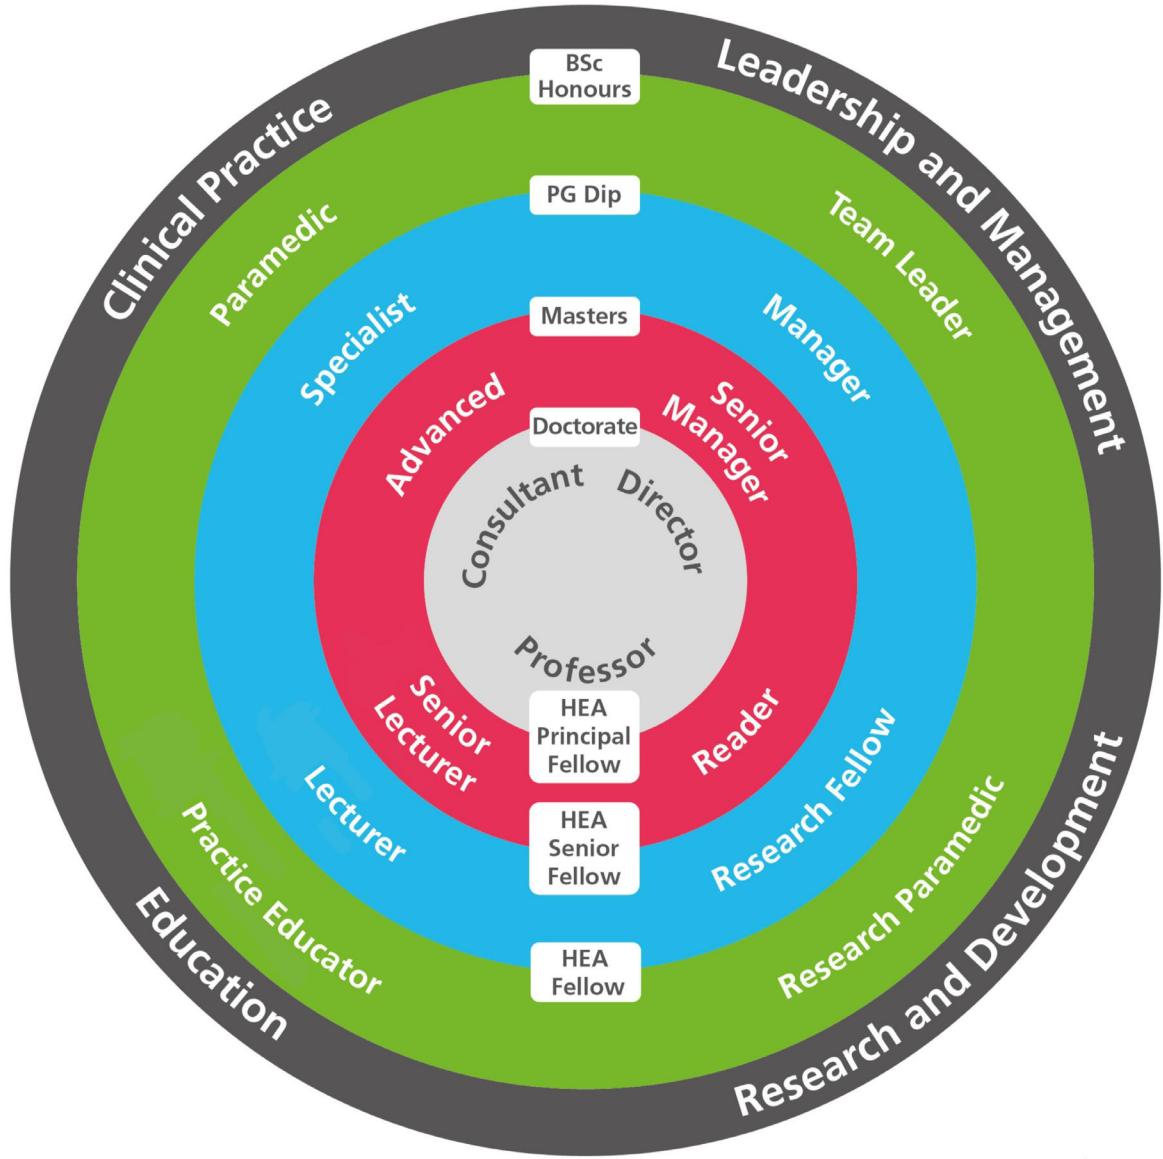 BSc
Honours
Clinical Practice
Leadership and Management
Paramedic
Team Leader
PG Dip
Specialist
Manager
Masters
Advanced
Senior
Manager
Doctorate
Consultant
Director
Professor
HEA
Principal
Fellow
Senior
Lecturer
Reader
HEA
Senior
Fellow
Lecturer
Research Fellow
HEA
Fellow
Practice Educator
Research Paramedic
Education
Research and Development